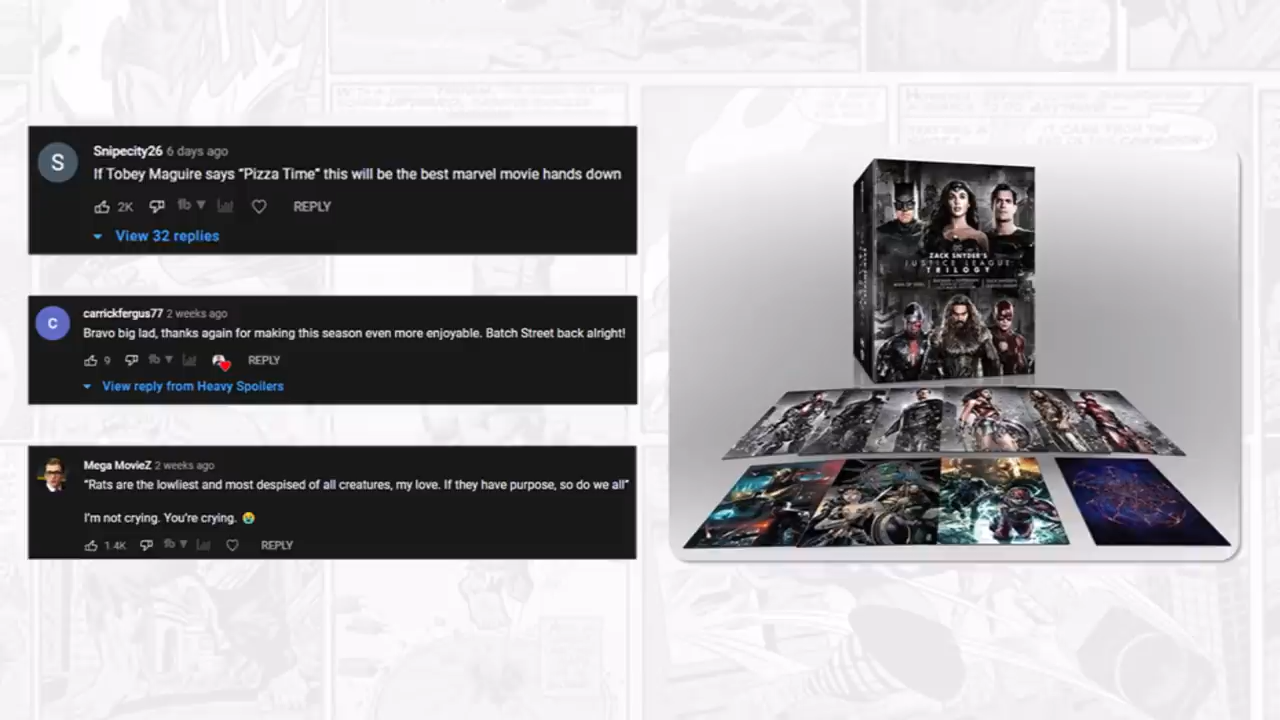 Snipecity26 6 days ago
If Tobey Maguire says “Pizza Time” this will be the best marvel movie hands down
2K REPLY
View 32 replies
carrickfergus77 2 weeks ago
Bravo big lad, thanks again for making this season even more enjoyable. Batch Street back alright!
9 REPLY
View reply from Heavy Spoilers
Mega MovieZ 2 weeks ago
“Rats are the lowliest and most despised of all creatures, my love. If they have purpose, so do we all”
I'm not crying. You're crying. 😭
1.4K REPLY
ZACK SNYDER'S
JUSTICE LEAGUE
TRILOGY